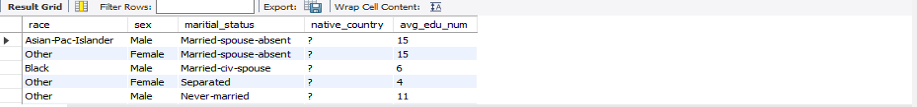 Result Grid Filter Rows: Export: Wrap Cell Content:
race sex maritial_status native_country avg_edu_num
Asian-Pac-Islander Male Married-spouse-absent ? 15
Other Female Married-spouse-absent ? 15
Black Male Married-civ-spouse ? 6
Other Female Separated ? 4
Other Male Never-married ? 11